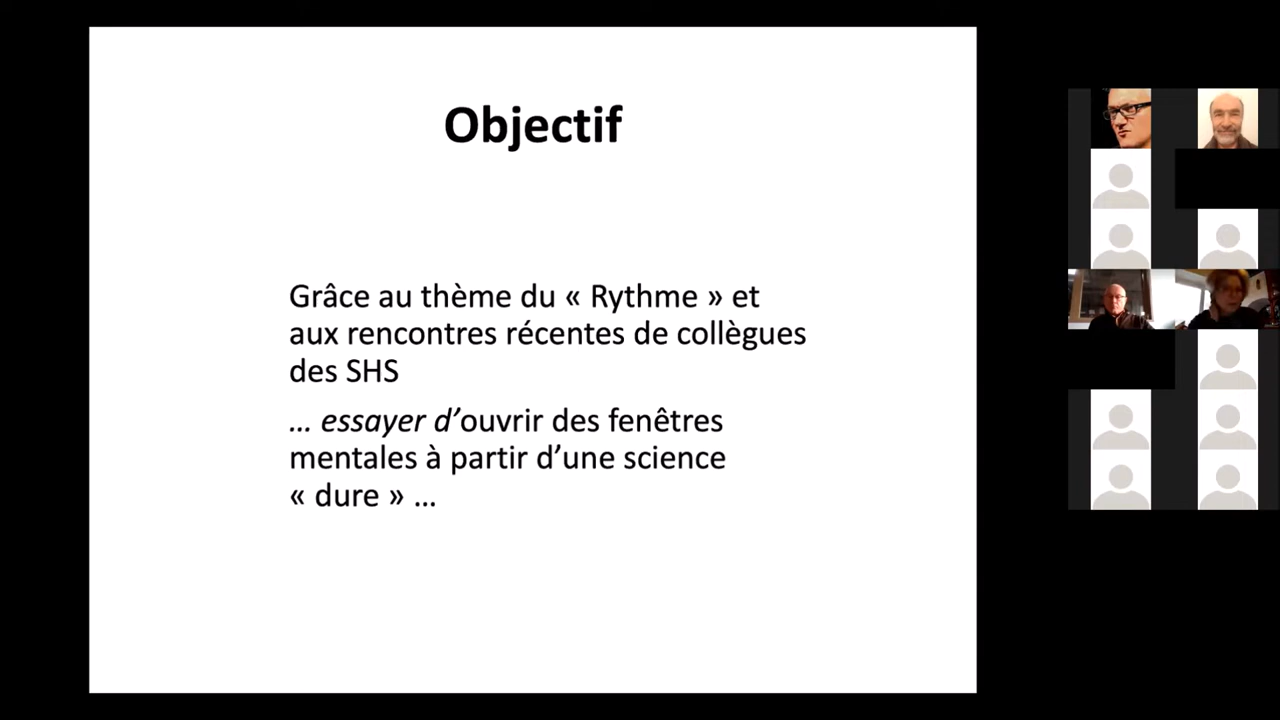 Objectif
Grâce au thème du « Rythme » et
aux rencontres récentes de collègues
des SHS
… essayer d’ouvrir des fenêtres
mentales à partir d’une science
« dure » …